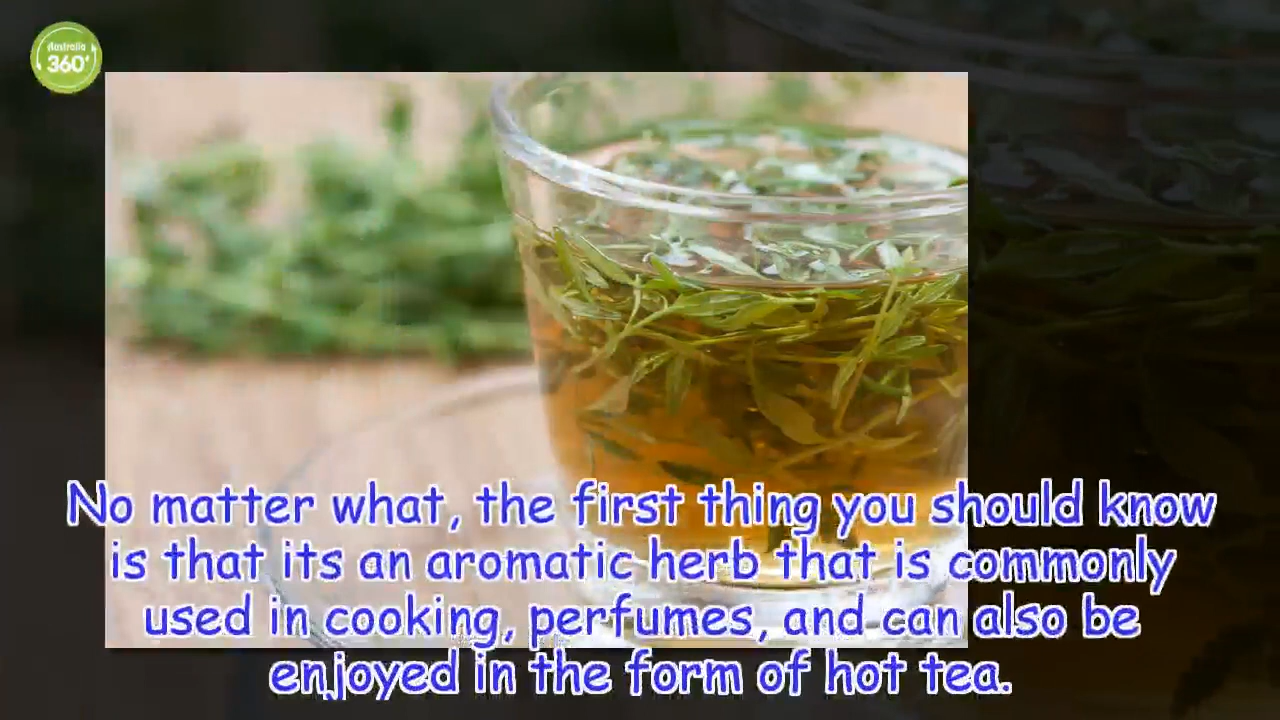 Australia
360°
No matter what, the first thing you should know
is that its an aromatic herb that is commonly
used in cooking, perfumes, and can also be
enjoyed in the form of hot tea.